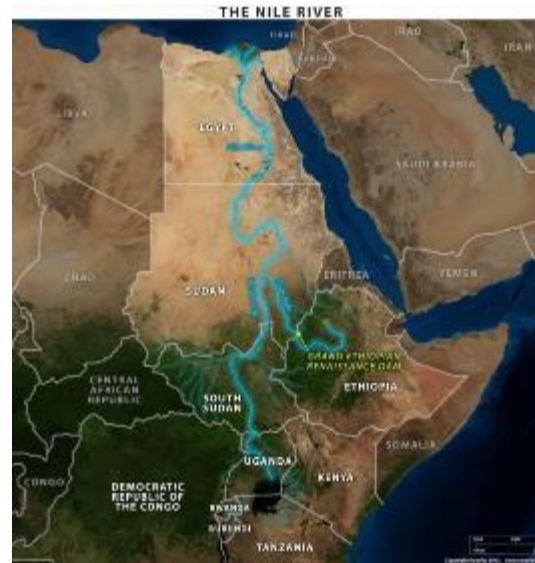 THE NILE RIVER
IRAQ
IRAN
LIBYA
EGYPT
SAUDI ARABIA
CHAD
SUDAN
ERITREA
YEMEN
GRAND ETHIOPIAN
RENAISSANCE DAM
ETHIOPIA
CENTRAL
AFRICAN
REPUBLIC
SOUTH
SUDAN
SOMALIA
UGANDA
KENYA
CONGO
DEMOCRATIC
REPUBLIC OF
THE CONGO
RWANDA
BURUNDI
TANZANIA